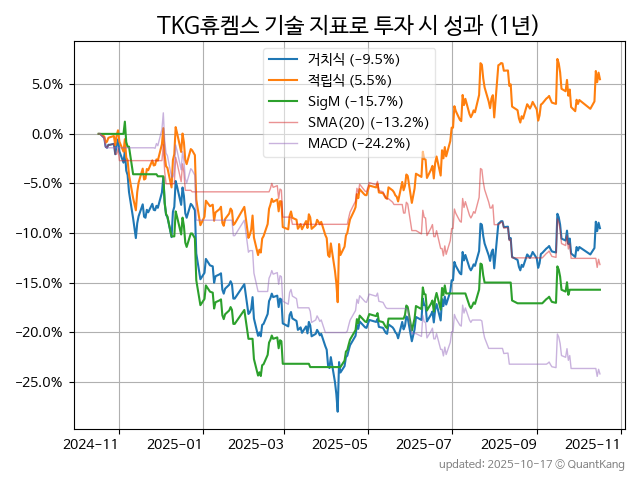 TKG휴켐스 기술 지표로 투자 시 성과 (1년)
거치식 (−9.5%)
적립식 (5.5%)
SigM (−15.7%)
SMA(20) (−13.2%)
MACD (−24.2%)
5.0%
0.0%
−5.0%
−10.0%
−15.0%
−20.0%
−25.0%
2024-11 2025-01 2025-03 2025-05 2025-07 2025-09 2025-11
updated: 2025-10-17 © QuantKang